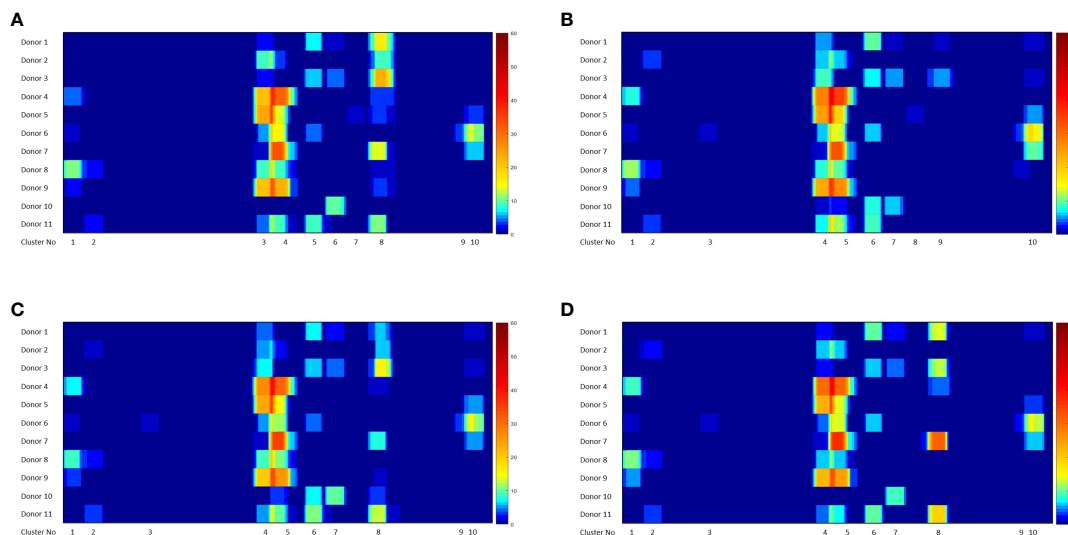 A
B
Donor 1
Donor 2
Donor 3
Donor 4
Donor 5
Donor 6
Donor 7
Donor 8
Donor 9
Donor 10
Donor 11
Cluster No 1 2 3 4 5 6 7 8 9 10
60
50
40
30
20
10
0
Donor 1
Donor 2
Donor 3
Donor 4
Donor 5
Donor 6
Donor 7
Donor 8
Donor 9
Donor 10
Donor 11
Cluster No 1 2 3 4 5 6 7 8 9 10
C
D
Donor 1
Donor 2
Donor 3
Donor 4
Donor 5
Donor 6
Donor 7
Donor 8
Donor 9
Donor 10
Donor 11
Cluster No 1 2 3 4 5 6 7 8 9 10
60
50
40
30
20
10
0
Donor 1
Donor 2
Donor 3
Donor 4
Donor 5
Donor 6
Donor 7
Donor 8
Donor 9
Donor 10
Donor 11
Cluster No 1 2 3 4 5 6 7 8 9 10